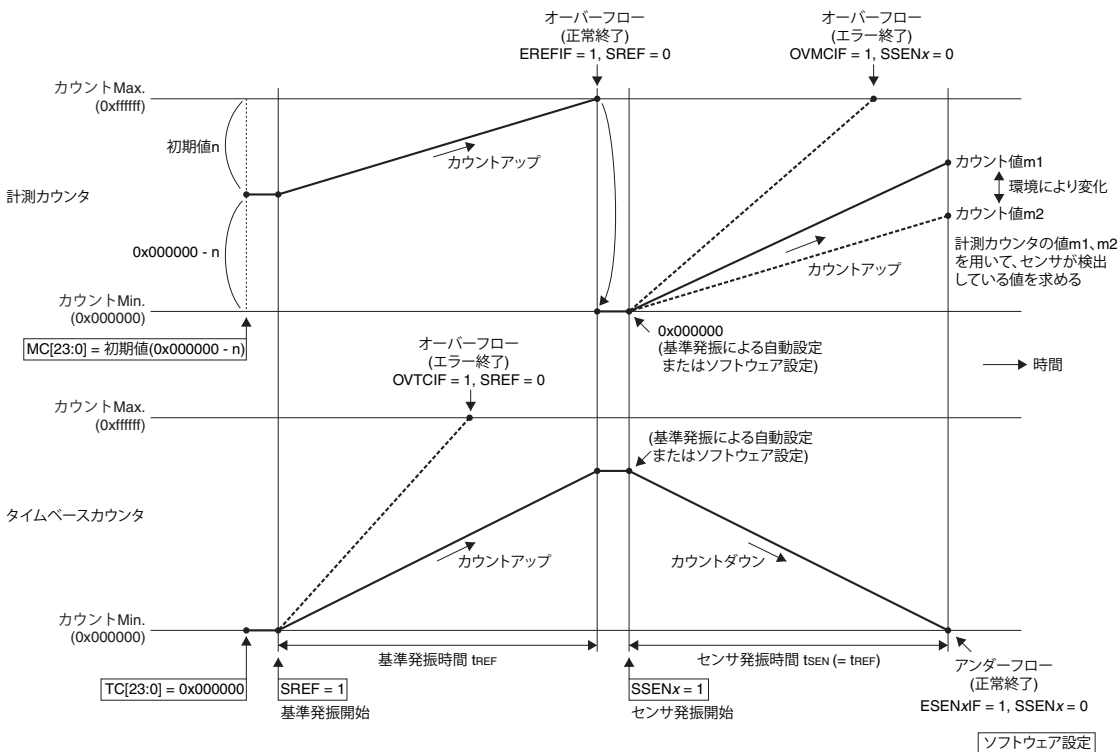 オーバーフロー
(正常終了)
EREFIF = 1, SREF = 0
オーバーフロー
(エラー終了)
OVMCIF = 1, SSENx = 0
カウントMax.
(0xffffff)
初期値n
カウントアップ
カウント値m1
環境により変化
カウント値m2
計測カウンタ
0x000000 - n
カウントアップ
計測カウンタの値m1、m2
を用いて、センサが検出
している値を求める
カウントMin.
(0x000000)
MC[23:0] = 初期値(0x000000 - n)
0x000000
(基準発振による自動設定
またはソフトウェア設定)
オーバーフロー
(エラー終了)
OVTCIF = 1, SREF = 0
時間
カウントMax.
(0xffffff)
(基準発振による自動設定
またはソフトウェア設定)
タイムベースカウンタ
カウントアップ
カウントダウン
カウントMin.
(0x000000)
基準発振時間 tREF
センサ発振時間 tSEN (= tREF)
TC[23:0] = 0x000000
SREF = 1
基準発振開始
SSENx = 1
センサ発振開始
アンダーフロー
(正常終了)
ESENxIF = 1, SSENx = 0
ソフトウェア設定